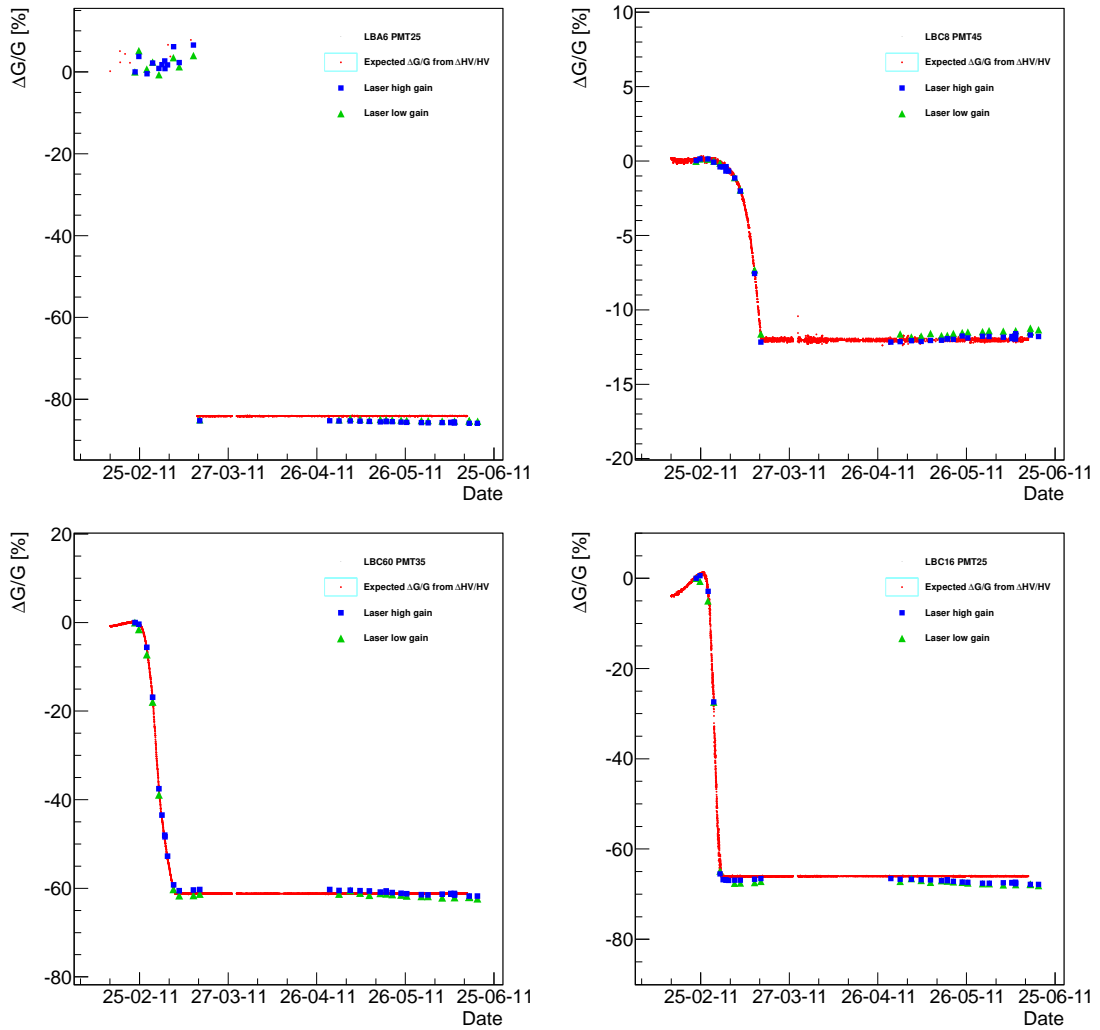 ΔG/G [%]
LBA6 PMT25
Expected ΔG/G from ΔHV/HV
Laser high gain
Laser low gain
0
-20
-40
-60
-80
25-02-11 27-03-11 26-04-11 26-05-11 25-06-11
Date
ΔG/G [%]
LBC8 PMT45
Expected ΔG/G from ΔHV/HV
Laser high gain
Laser low gain
10
5
0
-5
-10
-15
-20
25-02-11 27-03-11 26-04-11 26-05-11 25-06-11
Date
ΔG/G [%]
LBC60 PMT35
Expected ΔG/G from ΔHV/HV
Laser high gain
Laser low gain
20
0
-20
-40
-60
-80
25-02-11 27-03-11 26-04-11 26-05-11 25-06-11
Date
ΔG/G [%]
LBC16 PMT25
Expected ΔG/G from ΔHV/HV
Laser high gain
Laser low gain
0
-20
-40
-60
-80
25-02-11 27-03-11 26-04-11 26-05-11 25-06-11
Date